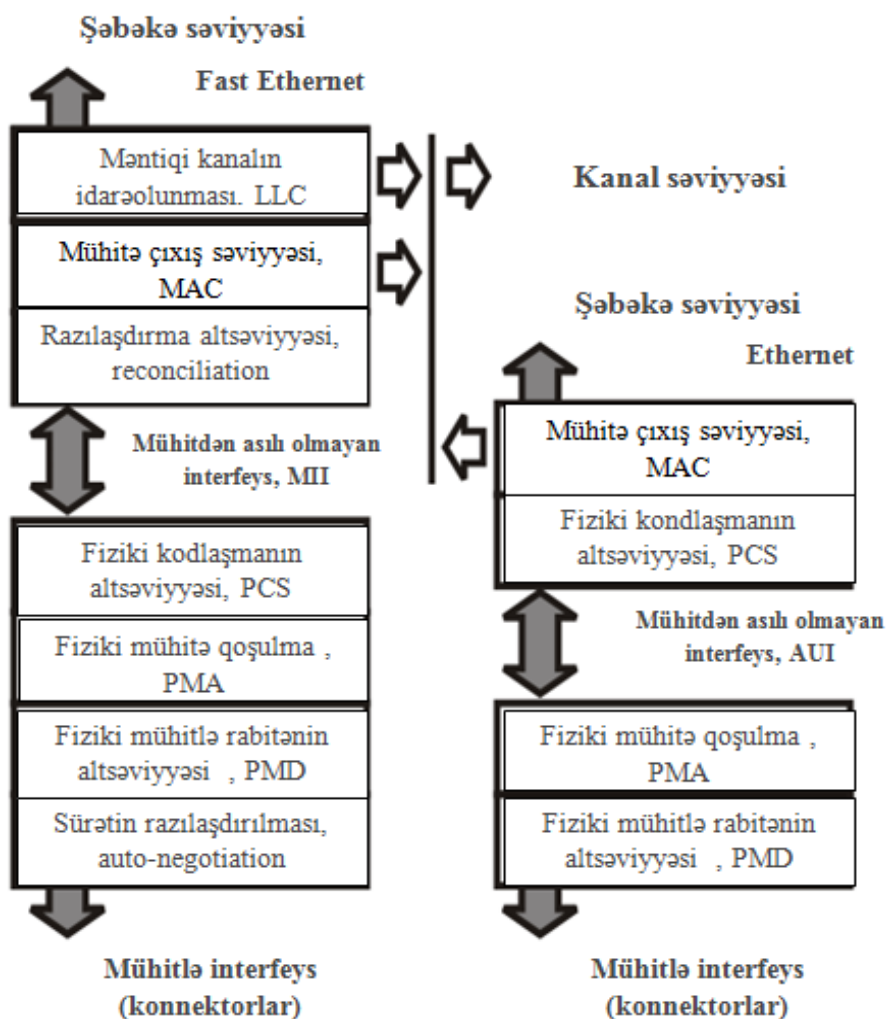 Şəbəkə səviyyəsi
Fast Ethernet
Məntiqi kanalın
idarəolunması. LLC
Mühitə çıxış səviyyəsi,
MAC
Razılaşdırma altsəviyyəsi,
reconciliation
Mühitdən asılı olmayan
interfeys, MII
Fiziki kodlaşmanın
altsəviyyəsi, PCS
Fiziki mühitə qoşulma ,
PMA
Fiziki mühitlə rabitənin
altsəviyyəsi , PMD
Sürətin razılaşdırılması,
auto-negotiation
Mühitlə interfeys
(konnektorlar)
Kanal səviyyəsi
Şəbəkə səviyyəsi
Ethernet
Mühitə çıxış səviyyəsi,
MAC
Fiziki kondlaşmanın
altsəviyyəsi, PCS
Mühitdən asılı olmayan
interfeys, AUI
Fiziki mühitə qoşulma ,
PMA
Fiziki mühitlə rabitənin
altsəviyyəsi , PMD
Mühitlə interfeys
(konnektorlar)